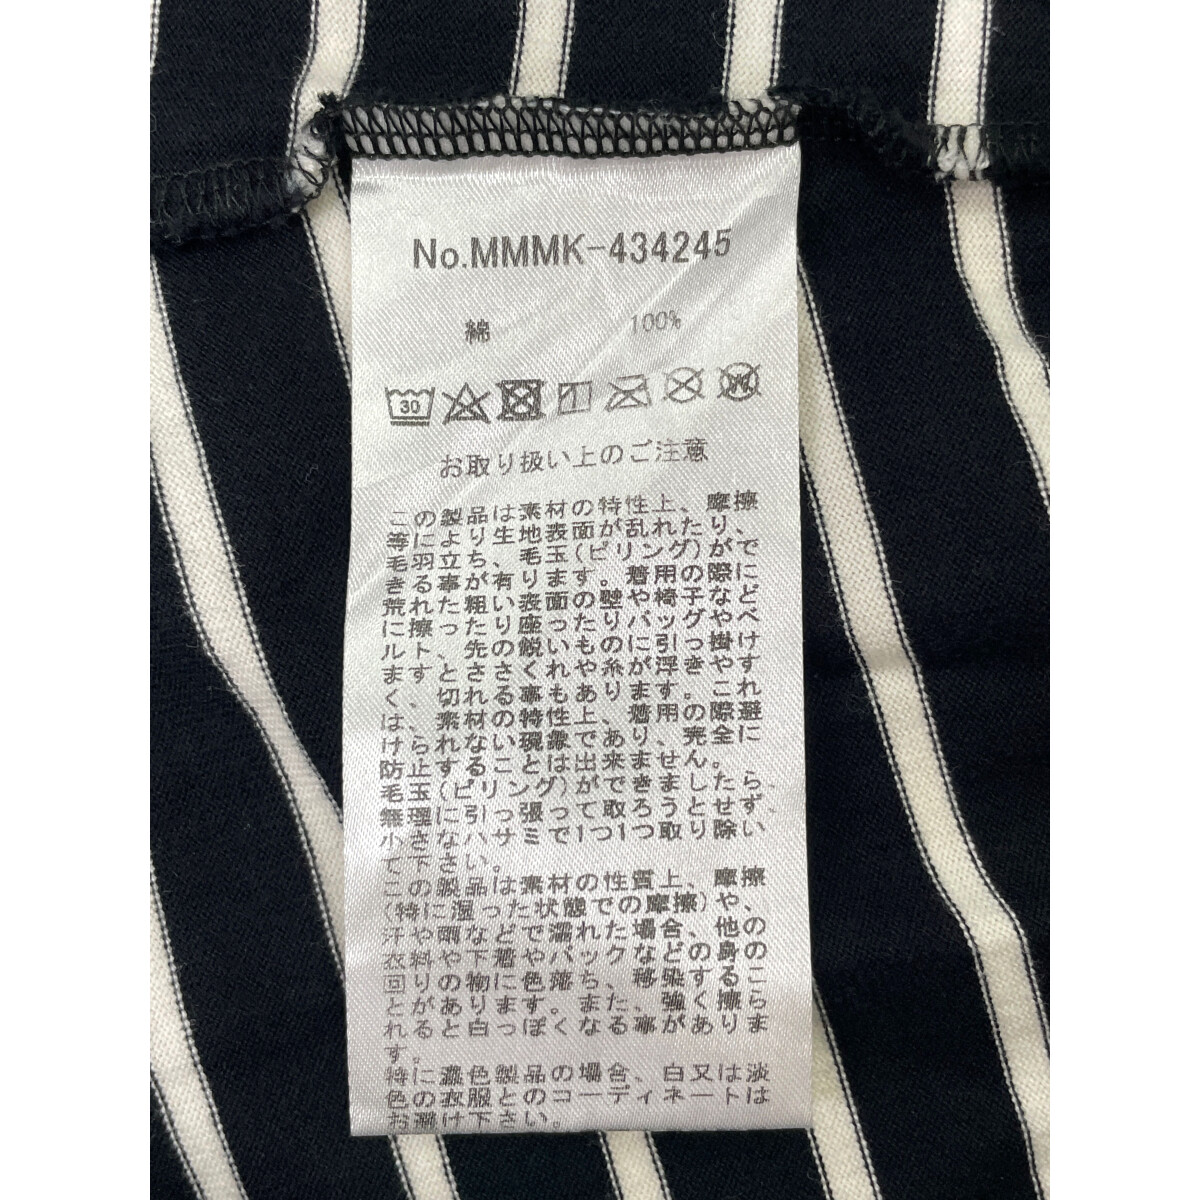 No.MMMK-434245
綿 100%
30 W
お取り扱い上のご注意
この製品は素材の特性上、摩擦
等により生地表面が乱れたり、
毛羽立ち、毛玉(ピリング)がで
きる事が有ります。着用の際に
荒れた粗い表面の壁や椅子など
に擦ったり座ったりバッグやベ
ルト、先の鋭いものに引っ掛け
ますとささくれや糸が浮きやす
く、切れる事もあります。これ
は、素材の特性上、着用の際避
けられない現象であり、完全に
防止することは出来ません。
毛玉(ピリング)ができましたら、
無理に引っ張って取ろうとせず、
小さなハサミで1つ1つ取り除い
て下さい。
この製品は素材の性質上、摩擦
(特に湿った状態での摩擦)や、
汗や雨などで濡れた場合、他の
衣料や下着やバックなどの身の
回りの物に色落ち、移染するこ
とがあります。また、強く擦ら
れると白っぽくなる事がありま
す。
特に濃色製品の場合、白又は淡
色の衣服とのコーディネートは
お避け下さい。